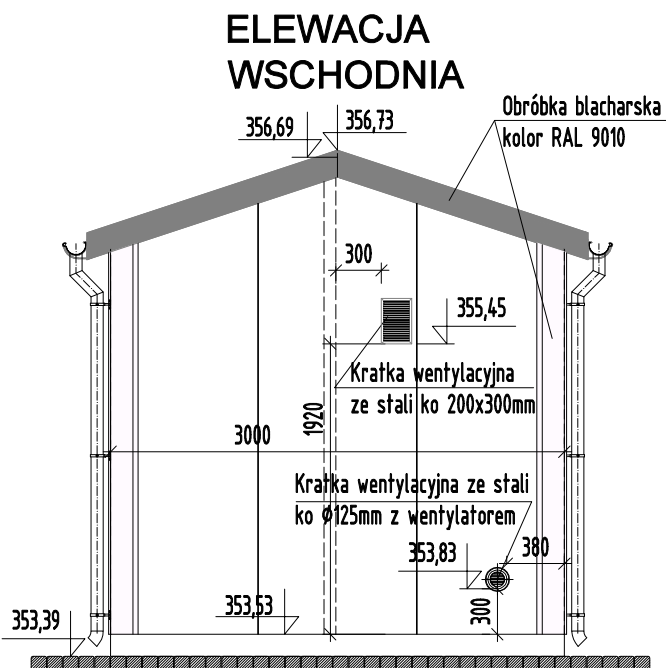 ELEWACJA
WSCHODNIA
Obróbka blacharska
kolor RAL 9010
356,69
356,73
300
355,45
Kratka wentylacyjna
ze stali ko 200x300mm
1920
3000
Kratka wentylacyjna ze stali
ko Ø125mm z wentylatorem
353,83
380
300
353,53
353,39